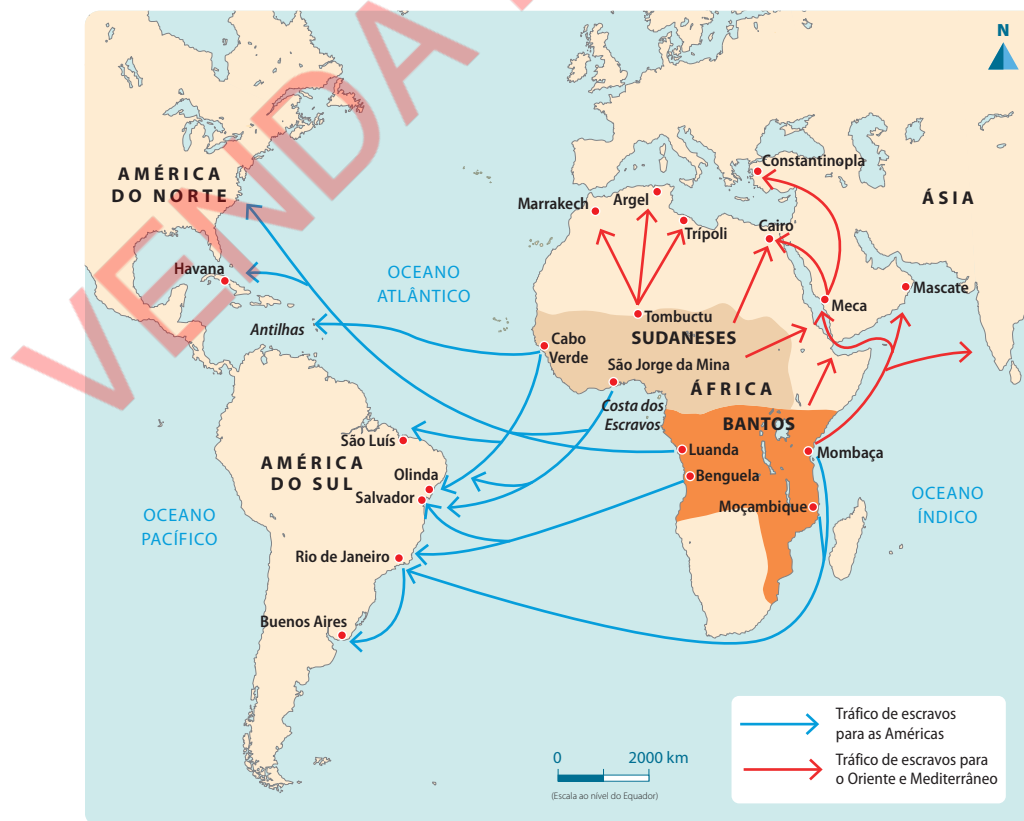 VENDA
N
AMÉRICA
DO NORTE
Havana
OCEANO
ATLÂNTICO
Antilhas
Constantinopla
ÁSIA
Marrakech
Argel
Trípoli
Cairo
Mascate
Meca
Tombuctu
SUDANESES
Cabo
Verde
São Jorge da Mina
ÁFRICA
Costa dos
Escravos
BANTOS
São Luís
AMÉRICA
DO SUL
Olinda
Salvador
Luanda
Mombaça
Benguela
Moçambique
OCEANO
PACÍFICO
OCEANO
ÍNDICO
Rio de Janeiro
Buenos Aires
0 2000 km
(Escala ao nível do Equador)
Tráfico de escravos
para as Américas
Tráfico de escravos para
o Oriente e Mediterrâneo